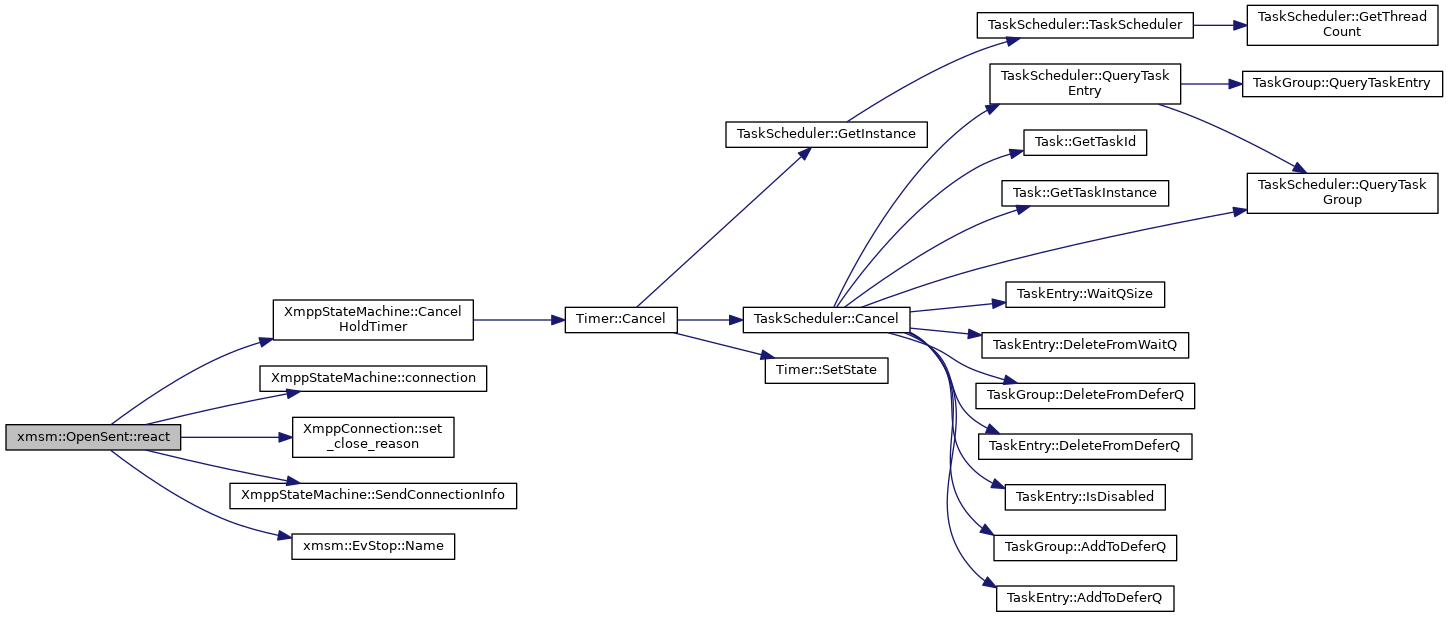 xmsm::OpenSent::react
XmppStateMachine::Cancel
HoldTimer
XmppStateMachine::connection
XmppConnection::set
_close_reason
XmppStateMachine::SendConnectionInfo
xmsm::EvStop::Name
Timer::Cancel
TaskScheduler::GetInstance
TaskScheduler::Cancel
Timer::SetState
TaskScheduler::TaskScheduler
TaskScheduler::QueryTask
Entry
Task::GetTaskId
Task::GetTaskInstance
TaskEntry::WaitQSize
TaskEntry::DeleteFromWaitQ
TaskGroup::DeleteFromDeferQ
TaskEntry::DeleteFromDeferQ
TaskEntry::IsDisabled
TaskGroup::AddToDeferQ
TaskEntry::AddToDeferQ
TaskScheduler::GetThread
Count
TaskGroup::QueryTaskEntry
TaskScheduler::QueryTask
Group